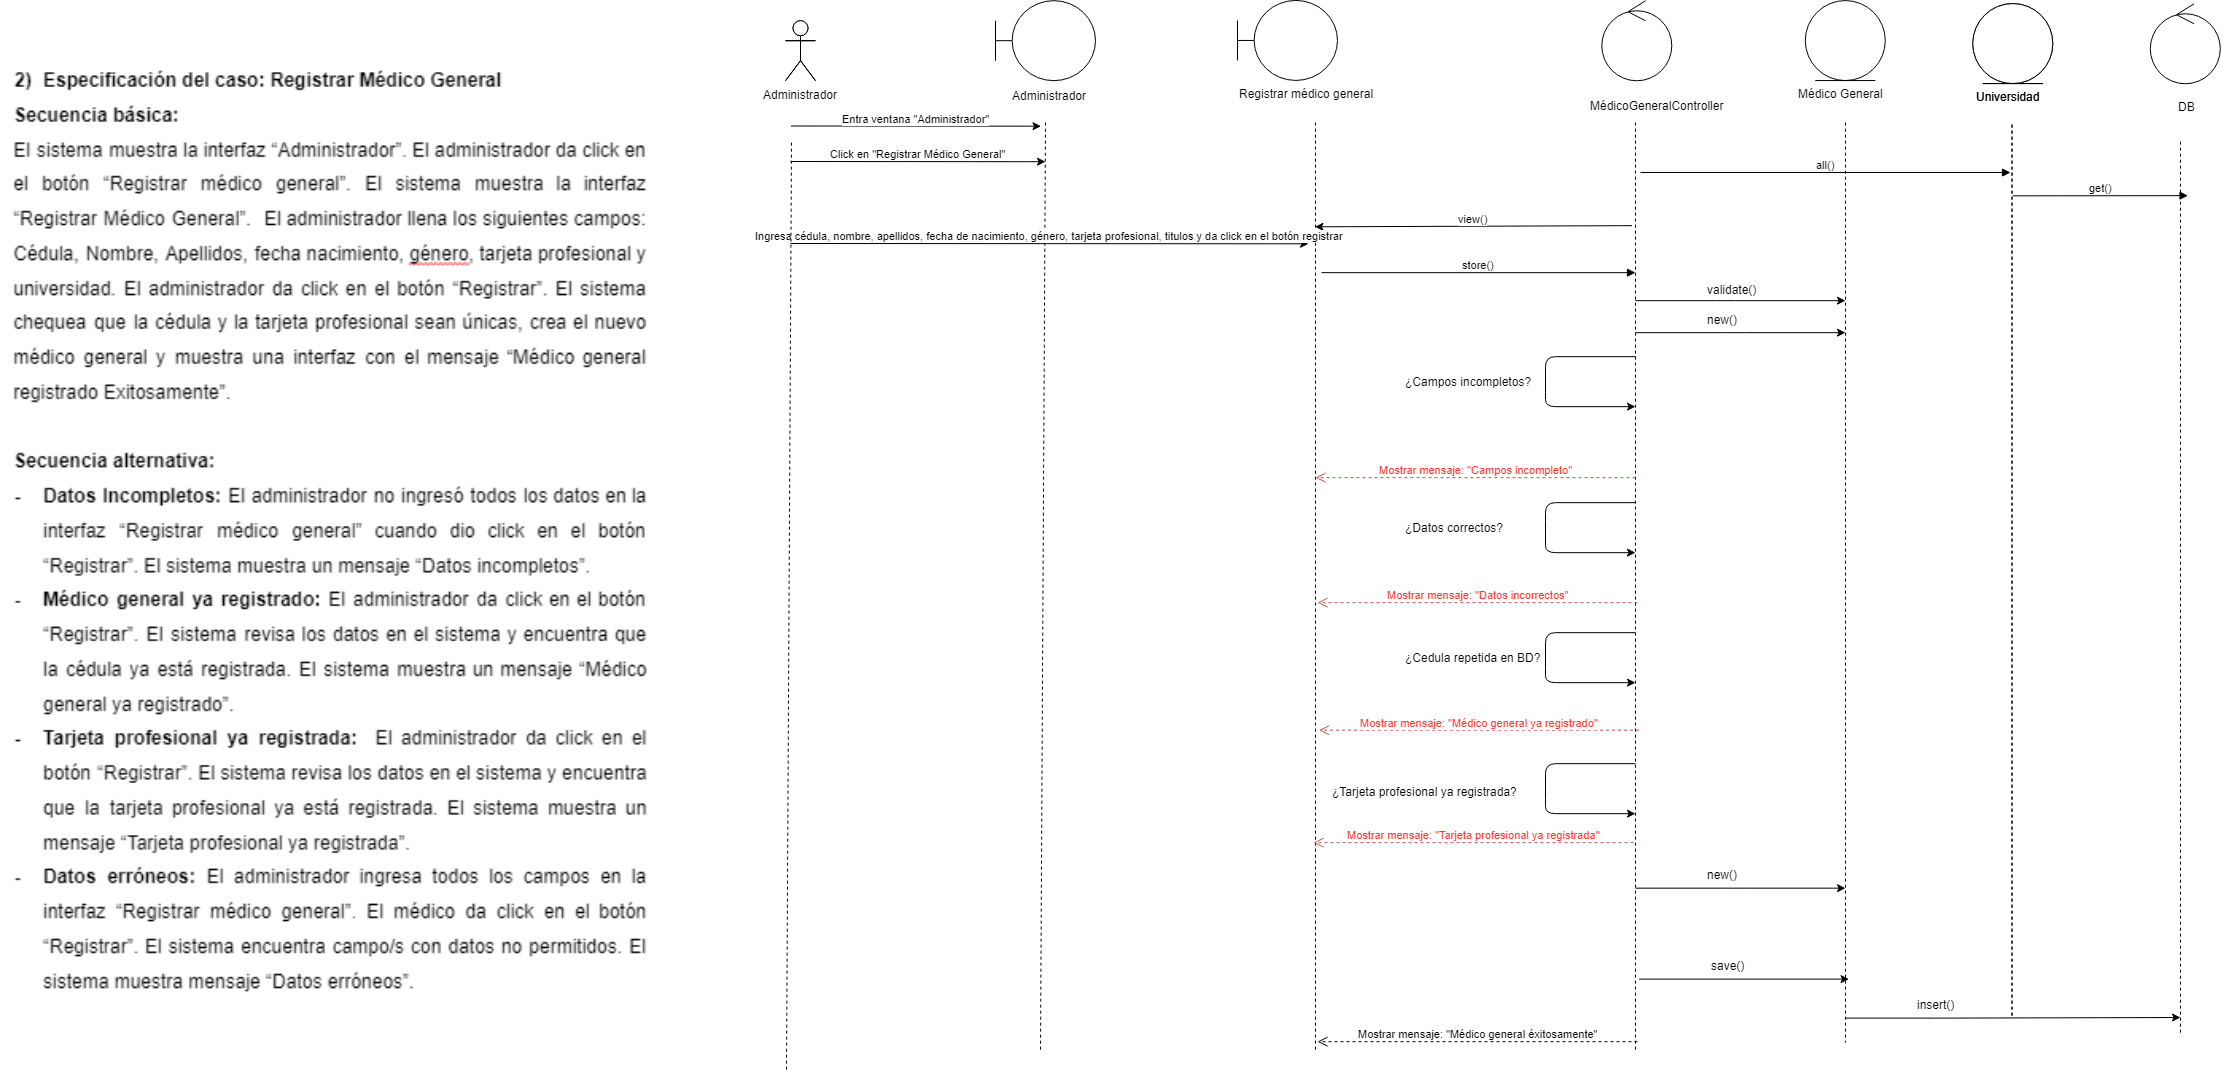 2) Especificación del caso: Registrar Médico General
Secuencia básica:
El sistema muestra la interfaz “Administrador”. El administrador da click en
el botón “Registrar médico general”. El sistema muestra la interfaz
“Registrar Médico General”. El administrador llena los siguientes campos:
Cédula, Nombre, Apellidos, fecha nacimiento, género, tarjeta profesional y
universidad. El administrador da click en el botón “Registrar”. El sistema
chequea que la cédula y la tarjeta profesional sean únicas, crea el nuevo
médico general y muestra una interfaz con el mensaje “Médico general
registrado Exitosamente”.
Secuencia alternativa:
- Datos Incompletos: El administrador no ingresó todos los datos en la
interfaz “Registrar médico general” cuando dio click en el botón
“Registrar”. El sistema muestra un mensaje “Datos incompletos”.
- Médico general ya registrado: El administrador da click en el botón
“Registrar”. El sistema revisa los datos en el sistema y encuentra que
la cédula ya está registrada. El sistema muestra un mensaje “Médico
general ya registrado”.
- Tarjeta profesional ya registrada: El administrador da click en el
botón “Registrar”. El sistema revisa los datos en el sistema y encuentra
que la tarjeta profesional ya está registrada. El sistema muestra un
mensaje “Tarjeta profesional ya registrada”.
- Datos erróneos: El administrador ingresa todos los campos en la
interfaz “Registrar médico general”. El médico da click en el botón
“Registrar”. El sistema encuentra campo/s con datos no permitidos. El
sistema muestra mensaje “Datos erróneos”.
Administrador
Administrador
Registrar médico general
MédicoGeneralController
Médico General
Universidad
DB
Entra ventana "Administrador"
Click en "Registrar Médico General"
all()
get()
view()
Ingresa cédula, nombre, apellidos, fecha de nacimiento, género, tarjeta profesional, titulos y da click en el botón registrar
store()
validate()
new()
¿Campos incompletos?
Mostrar mensaje: "Campos incompleto"
¿Datos correctos?
Mostrar mensaje: "Datos incorrectos"
¿Cedula repetida en BD?
Mostrar mensaje: "Médico general ya registrado"
¿Tarjeta profesional ya registrada?
Mostrar mensaje: "Tarjeta profesional ya registrada"
new()
save()
insert()
Mostrar mensaje: "Médico general éxitosamente"